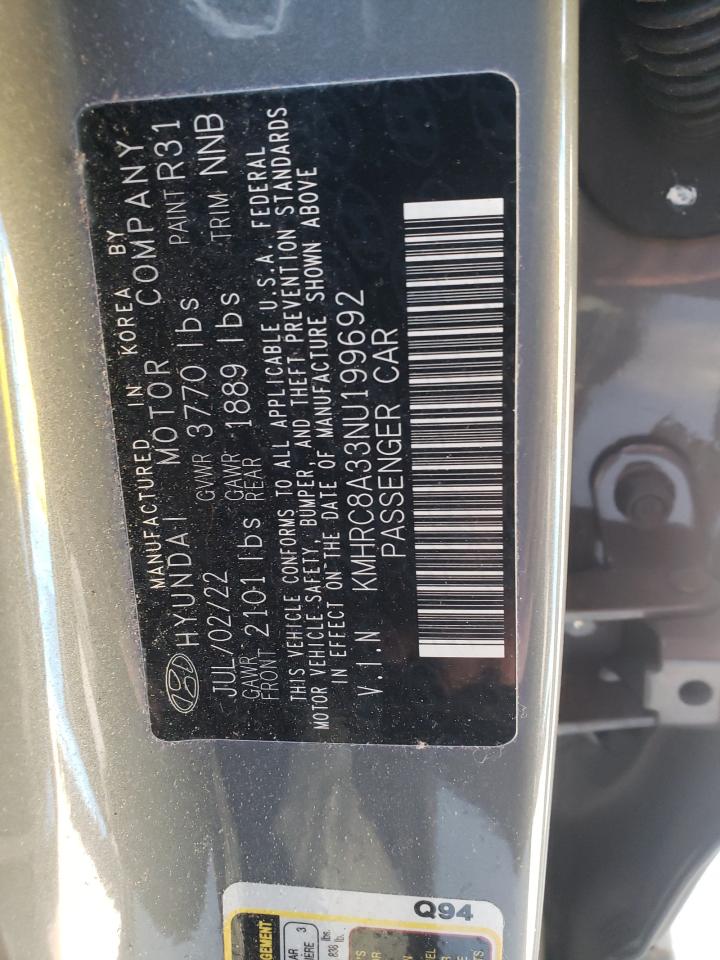 MANUFACTURED IN KOREA BY
HYUNDAI MOTOR COMPANY
JUL/02/22 GVWR 3770 lbs PAINT R31
GAWR FRONT 2101 lbs GAWR REAR 1889 lbs TRIM NNB
THIS VEHICLE CONFORMS TO ALL APPLICABLE U.S.A. FEDERAL
MOTOR VEHICLE SAFETY, BUMPER, AND THEFT PREVENTION STANDARDS
IN EFFECT ON THE DATE OF MANUFACTURE SHOWN ABOVE
V.I.N KMHRC8A33NU199692
PASSENGER CAR
Q94
3